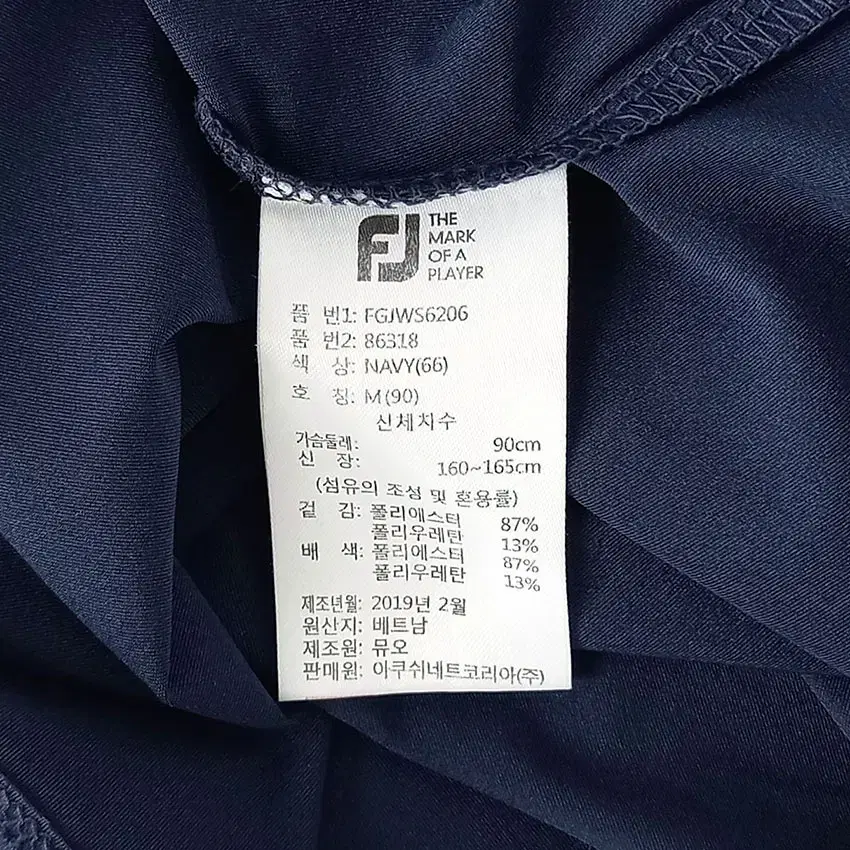 FJ
THE
MARK
OF A
PLAYER
품 번1: FGJWS6206
품 번2: 86318
색 상: NAVY(66)
호 칭: M(90)
신체치수
가슴둘레: 90cm
신 장: 160~165cm
(섬유의 조성 및 혼용률)
겉 감: 폴리에스터 87%
폴리우레탄 13%
배 색: 폴리에스터 87%
폴리우레탄 13%
제조년월: 2019년 2월
원산지: 베트남
제조원: 뮤오
판매원: 아쿠쉬네트코리아(주)